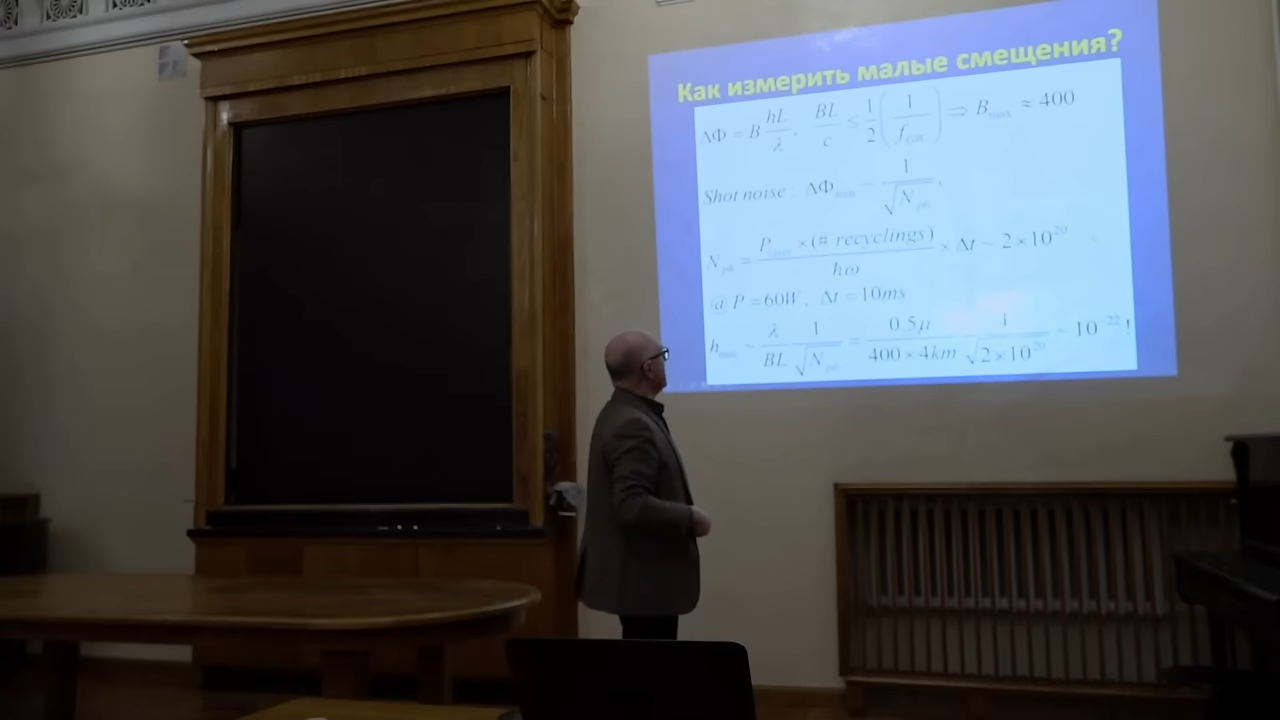 Как измерить малые смещения?
ΔΦ = B hL/λ, BL/c ≤ 1/2 (1/f_GW) ⇒ B_max ≈ 400
Shot noise: ΔΦ_min ~ 1/√N_ph,
N_ph = P_laser × (# recyclings)/ħω × Δt ~ 2×10^20
@ P = 60W, Δt = 10ms
h_min ~ λ/BL 1/√N_ph = 0.5μ/400×4km 1/√2×10^20 ~ 10^-22!